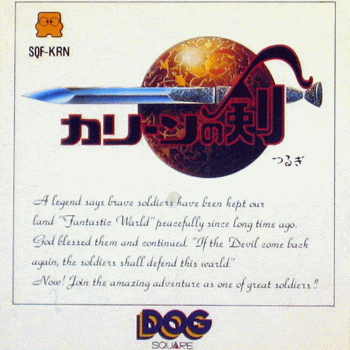 SQF-KRN
カリーンの剣
つるぎ
A legend says brave soldiers have been kept our
land "Fantastic World" peacefully since long time ago.
God blessed them and continued. "If the Devil come back
again, the soldiers shall defend this world."
Now! Join the amazing adventure as one of great soldiers!!
DOG
SQUARE